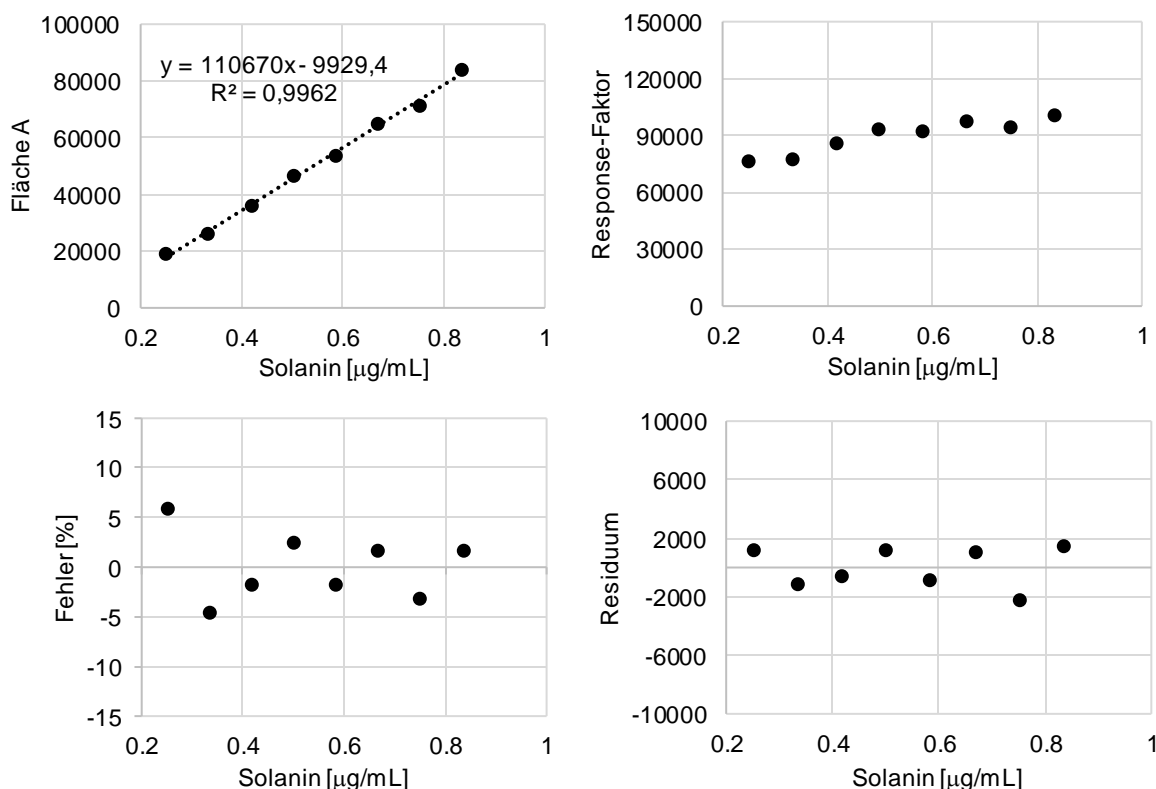 100000
80000
60000
40000
20000
0
Fläche A
y = 110670x - 9929,4
R² = 0,9962
0.2 0.4 0.6 0.8 1
Solanin [µg/mL]
150000
120000
90000
60000
30000
0
Response-Faktor
0.2 0.4 0.6 0.8 1
Solanin [µg/mL]
15
10
5
0
-5
-10
-15
Fehler [%]
0.2 0.4 0.6 0.8 1
Solanin [µg/mL]
10000
6000
2000
-2000
-6000
-10000
Residuum
0.2 0.4 0.6 0.8 1
Solanin [µg/mL]